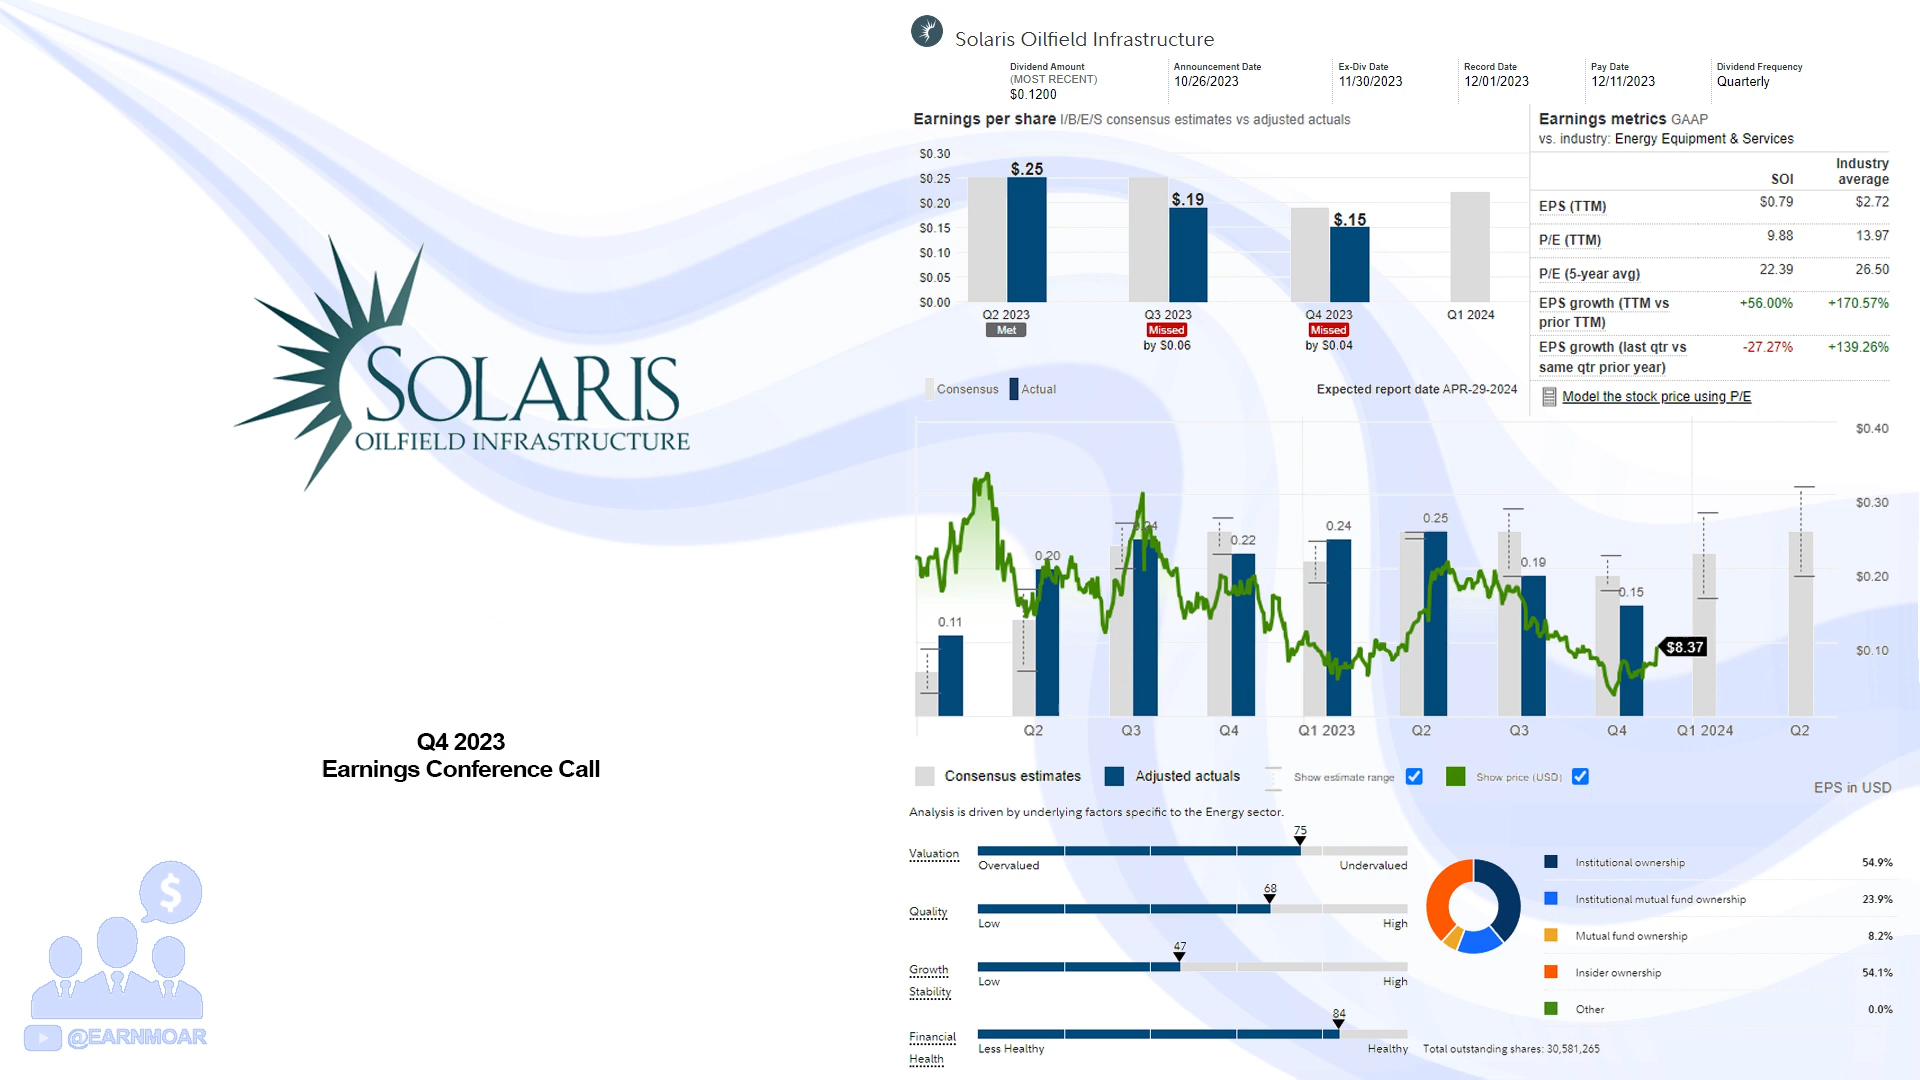 SOLARIS
OILFIELD INFRASTRUCTURE
Q4 2023
Earnings Conference Call
$
@EARNMOAR
Solaris Oilfield Infrastructure
Dividend Amount
(MOST RECENT)
$0.1200
Announcement Date
10/26/2023
Ex-Div Date
11/30/2023
Record Date
12/01/2023
Pay Date
12/11/2023
Dividend Frequency
Quarterly
Earnings per share I/B/E/S consensus estimates vs adjusted actuals
$0.30
$0.25
$0.20
$0.15
$0.10
$0.05
$0.00
$.25
$.19
$.15
Q2 2023
Met
Q3 2023
Missed
by $0.06
Q4 2023
Missed
by $0.04
Q1 2024
Consensus
Actual
Expected report date APR-29-2024
Earnings metrics GAAP
vs. industry: Energy Equipment & Services
SOI
Industry
average
EPS (TTM) $0.79 $2.72
P/E (TTM) 9.88 13.97
P/E (5-year avg) 22.39 26.50
EPS growth (TTM vs +56.00% +170.57%
prior TTM)
EPS growth (last qtr vs -27.27% +139.26%
same qtr prior year)
Model the stock price using P/E
$0.40
$0.30
$0.20
$0.10
0.11
0.20
0.24
0.22
0.24
0.25
0.19
0.15
$8.37
Q2
Q3
Q4
Q1 2023
Q2
Q3
Q4
Q1 2024
Q2
Consensus estimates
Adjusted actuals
Show estimate range
Show price (USD)
EPS in USD
Analysis is driven by underlying factors specific to the Energy sector.
75
Valuation
Overvalued
Undervalued
68
Quality
Low
High
47
Growth
Stability
Low
High
84
Financial
Health
Less Healthy
Healthy
Institutional ownership 54.9%
Institutional mutual fund ownership 23.9%
Mutual fund ownership 8.2%
Insider ownership 54.1%
Other 0.0%
Total outstanding shares: 30,581,265